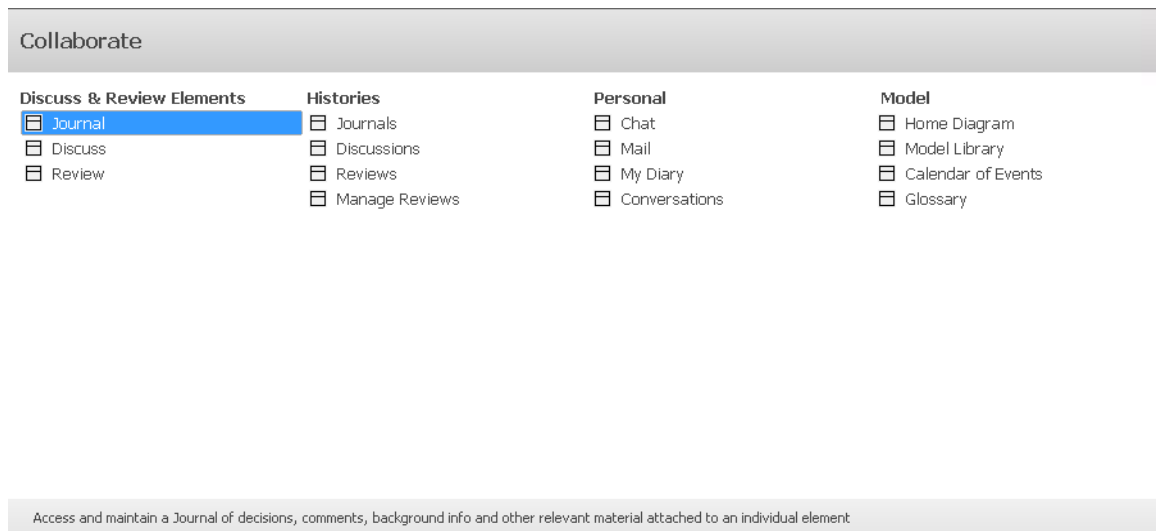 Collaborate
Discuss & Review Elements
Journal
Discuss
Review
Histories
Journals
Discussions
Reviews
Manage Reviews
Personal
Chat
Mail
My Diary
Conversations
Model
Home Diagram
Model Library
Calendar of Events
Glossary
Access and maintain a Journal of decisions, comments, background info and other relevant material attached to an individual element